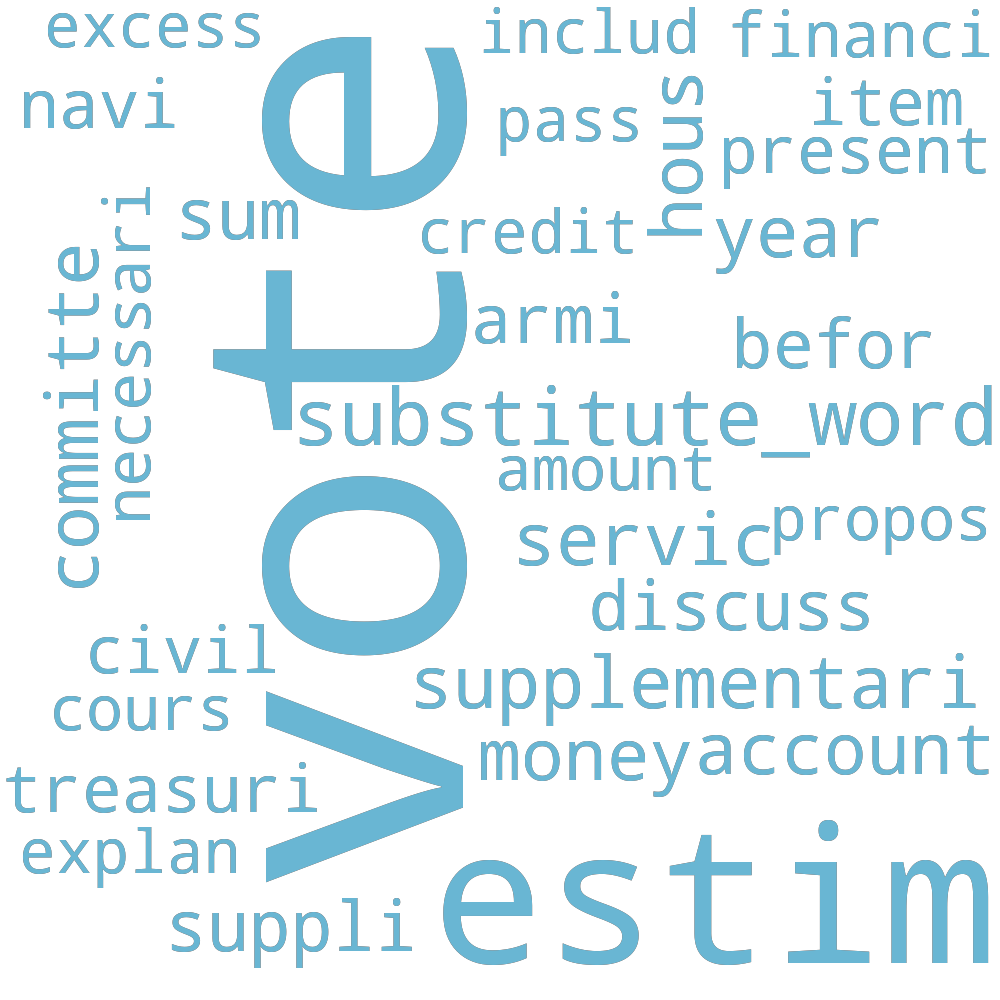 excess
includ
financi
navi
vote
pass
hous
item
present
sum
credit
year
committe
necessari
armi
befor
substitute_word
amount
servic
propos
discuss
civil
supplementari
cours
money
account
treasuri
explan
suppli
estim